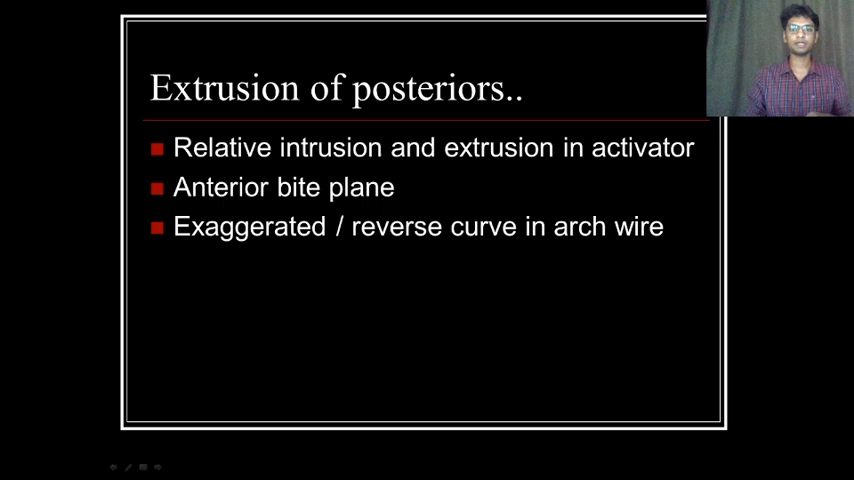 Extrusion of posteriors..
Relative intrusion and extrusion in activator
Anterior bite plane
Exaggerated / reverse curve in arch wire